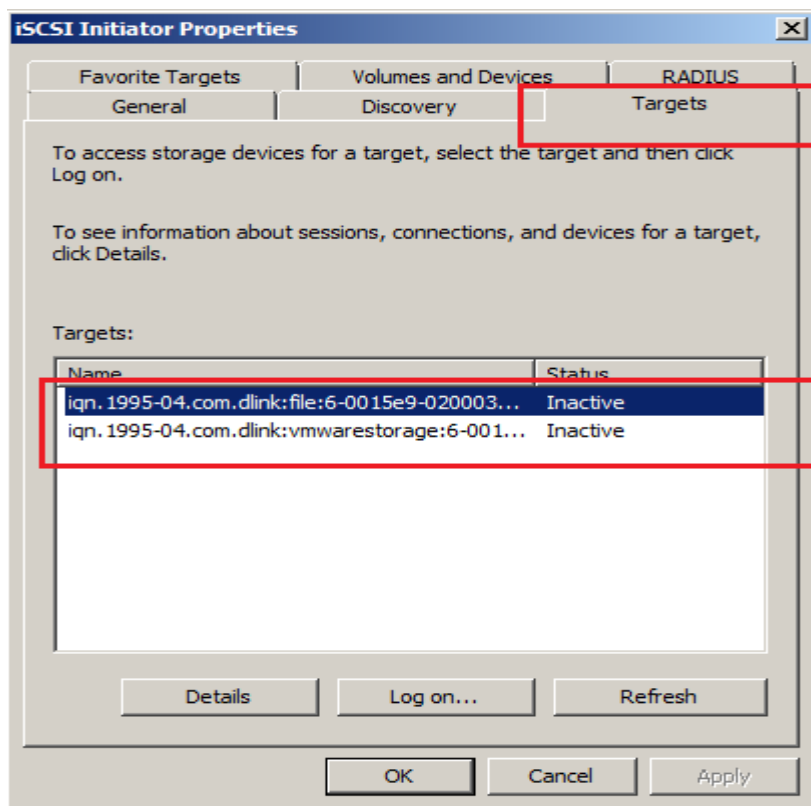 iSCSI Initiator Properties
Favorite Targets
Volumes and Devices
RADIUS
General
Discovery
Targets
To access storage devices for a target, select the target and then click
Log on.
To see information about sessions, connections, and devices for a target,
click Details.
Targets:
Name Status
iqn.1995-04.com.dlink:file:6-0015e9-020003... Inactive
iqn.1995-04.com.dlink:vmwarestorage:6-001... Inactive
Details
Log on...
Refresh
OK
Cancel
Apply